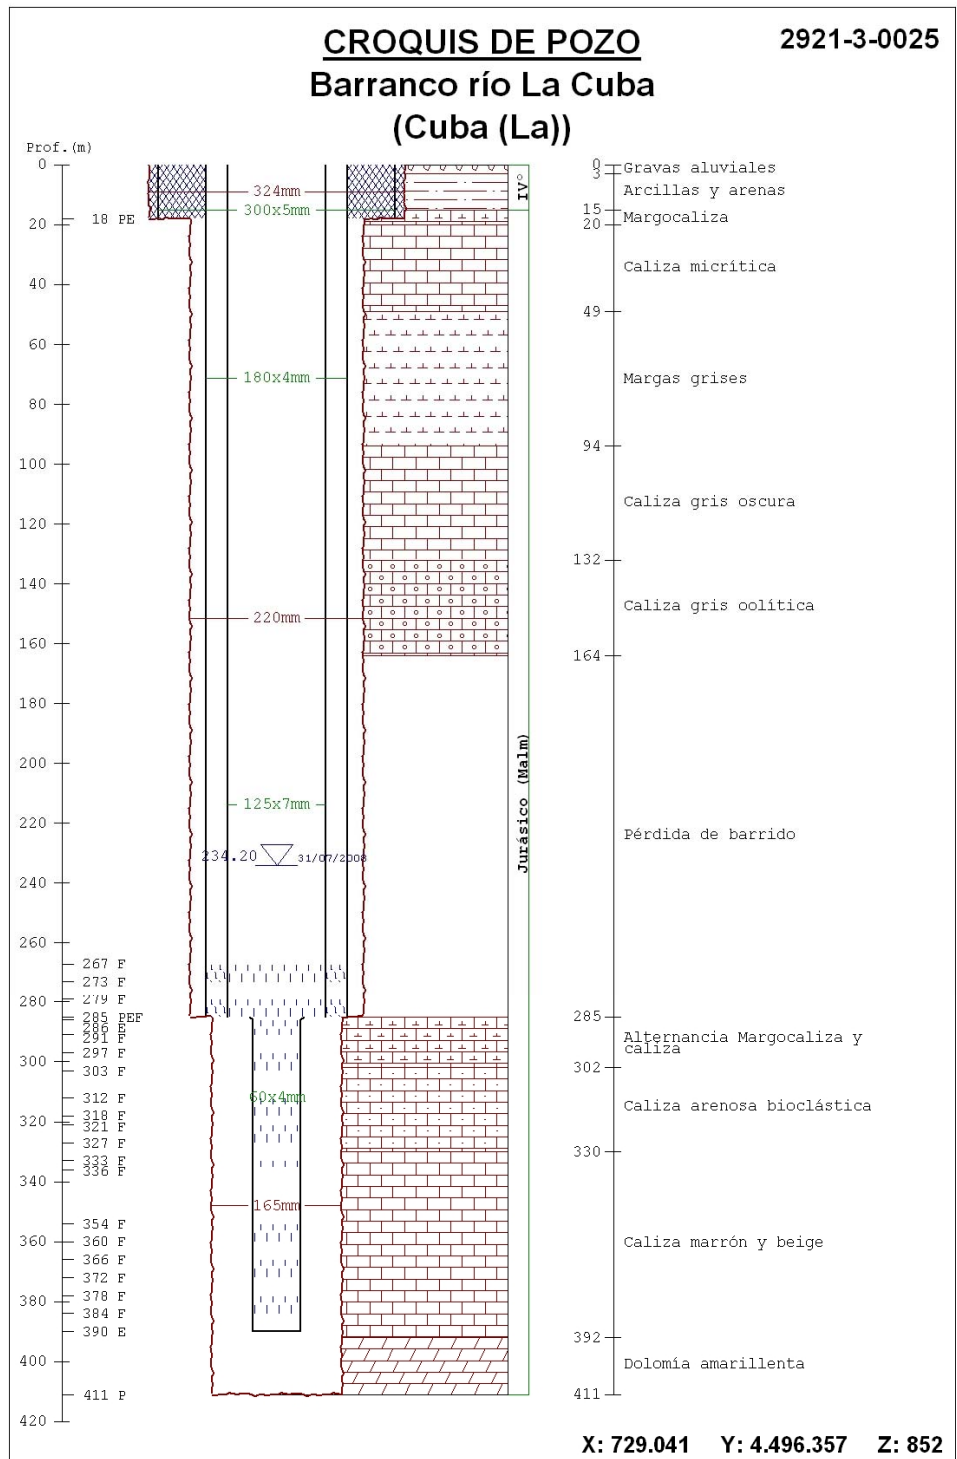 CROQUIS DE POZO
2921-3-0025
Barranco río La Cuba
(Cuba (La))
Prof.(m)
0
20
40
60
80
100
120
140
160
180
200
220
240
260
280
300
320
340
360
380
400
420
18 PE
267 F
273 F
279 F
285 PEF
286 E
291 F
297 F
303 F
312 F
318 F
321 F
327 F
333 F
336 F
354 F
360 F
366 F
372 F
378 F
384 F
390 E
411 P
324mm
300x5mm
180x4mm
220mm
125x7mm
234.20
31/07/2008
60x4mm
165mm
IVº
Jurásico (Malm)
0
3
15
20
49
94
132
164
285
302
330
392
411
Gravas aluviales
Arcillas y arenas
Margocaliza
Caliza micrítica
Margas grises
Caliza gris oscura
Caliza gris oolítica
Pérdida de barrido
Alternancia Margocaliza y
caliza
Caliza arenosa bioclástica
Caliza marrón y beige
Dolomía amarillenta
X: 729.041 Y: 4.496.357 Z: 852